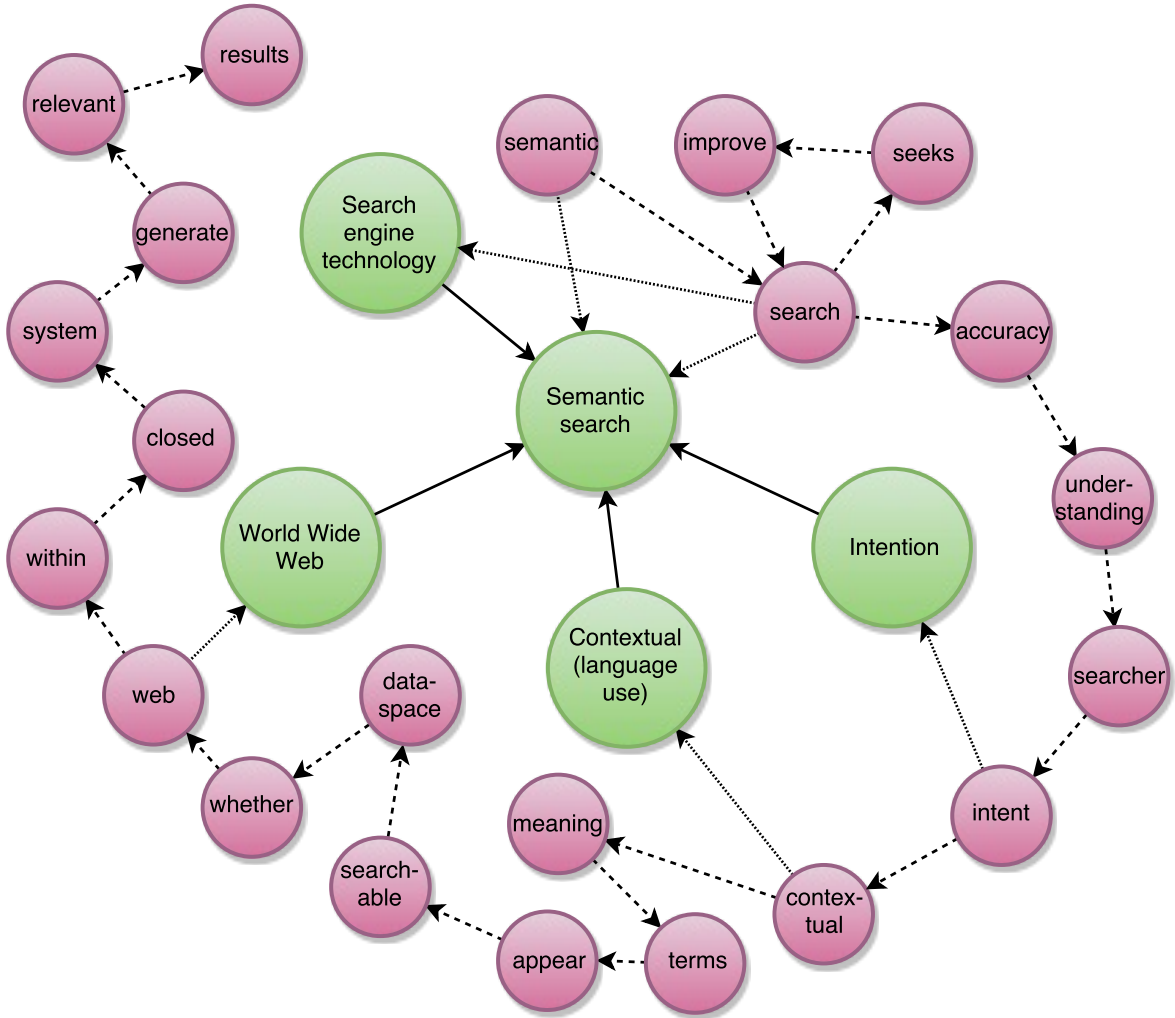 results
relevant
semantic
improve
seeks
Search
engine
technology
generate
search
system
accuracy
Semantic
search
closed
under-
standing
World Wide
Web
Intention
within
Contextual
(language
use)
searcher
web
data-
space
whether
meaning
intent
search-
able
contex-
tual
appear
terms